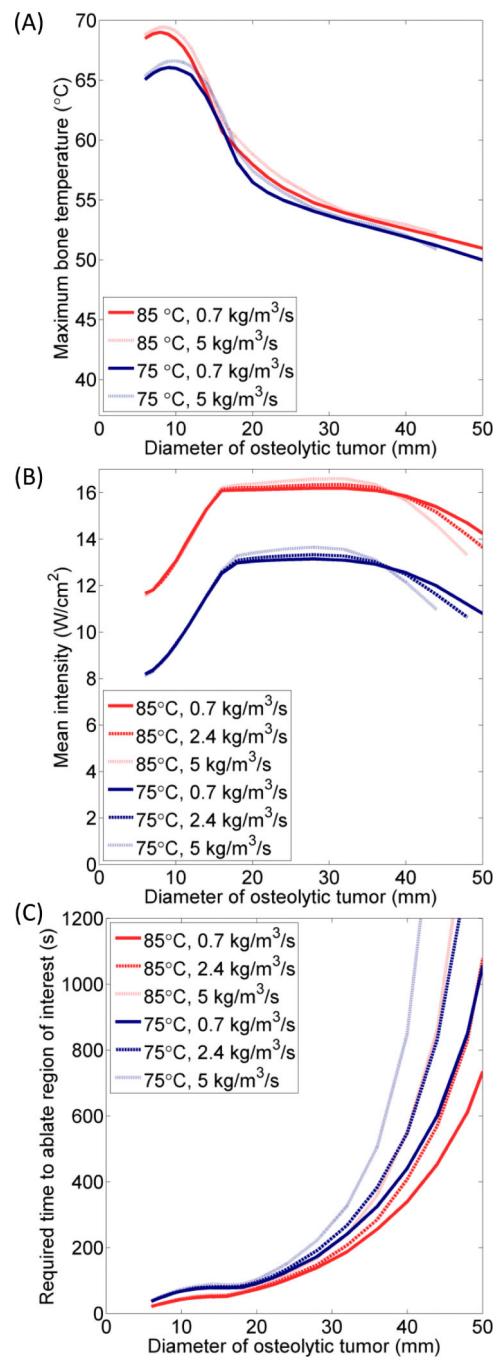 (A)
70
65
60
55
50
45
40
Maximum bone temperature (°C)
85 °C, 0.7 kg/m³/s
85 °C, 5 kg/m³/s
75 °C, 0.7 kg/m³/s
75 °C, 5 kg/m³/s
0 10 20 30 40 50
Diameter of osteolytic tumor (mm)
(B)
16
14
12
10
8
6
4
2
0
Mean intensity (W/cm²)
85°C, 0.7 kg/m³/s
85°C, 2.4 kg/m³/s
85°C, 5 kg/m³/s
75°C, 0.7 kg/m³/s
75°C, 2.4 kg/m³/s
75°C, 5 kg/m³/s
0 10 20 30 40 50
Diameter of osteolytic tumor (mm)
(C)
1200
1000
800
600
400
200
0
Required time to ablate region of interest (s)
85°C, 0.7 kg/m³/s
85°C, 2.4 kg/m³/s
85°C, 5 kg/m³/s
75°C, 0.7 kg/m³/s
75°C, 2.4 kg/m³/s
75°C, 5 kg/m³/s
0 10 20 30 40 50
Diameter of osteolytic tumor (mm)